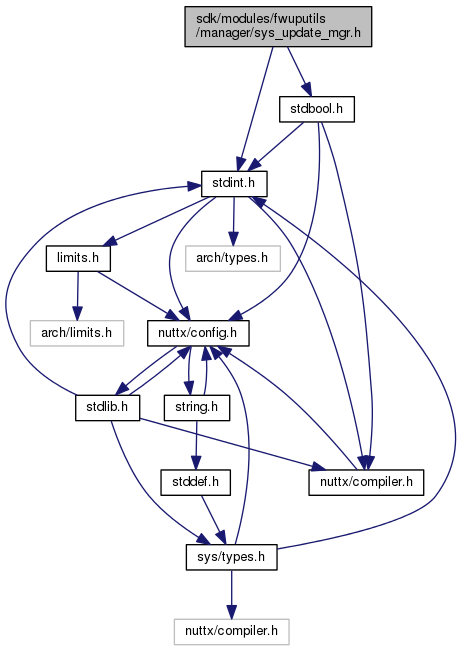 sdk/modules/fwuputils
/manager/sys_update_mgr.h
stdbool.h
stdint.h
limits.h
arch/types.h
arch/limits.h
nuttx/config.h
stdlib.h
string.h
stddef.h
nuttx/compiler.h
sys/types.h
nuttx/compiler.h